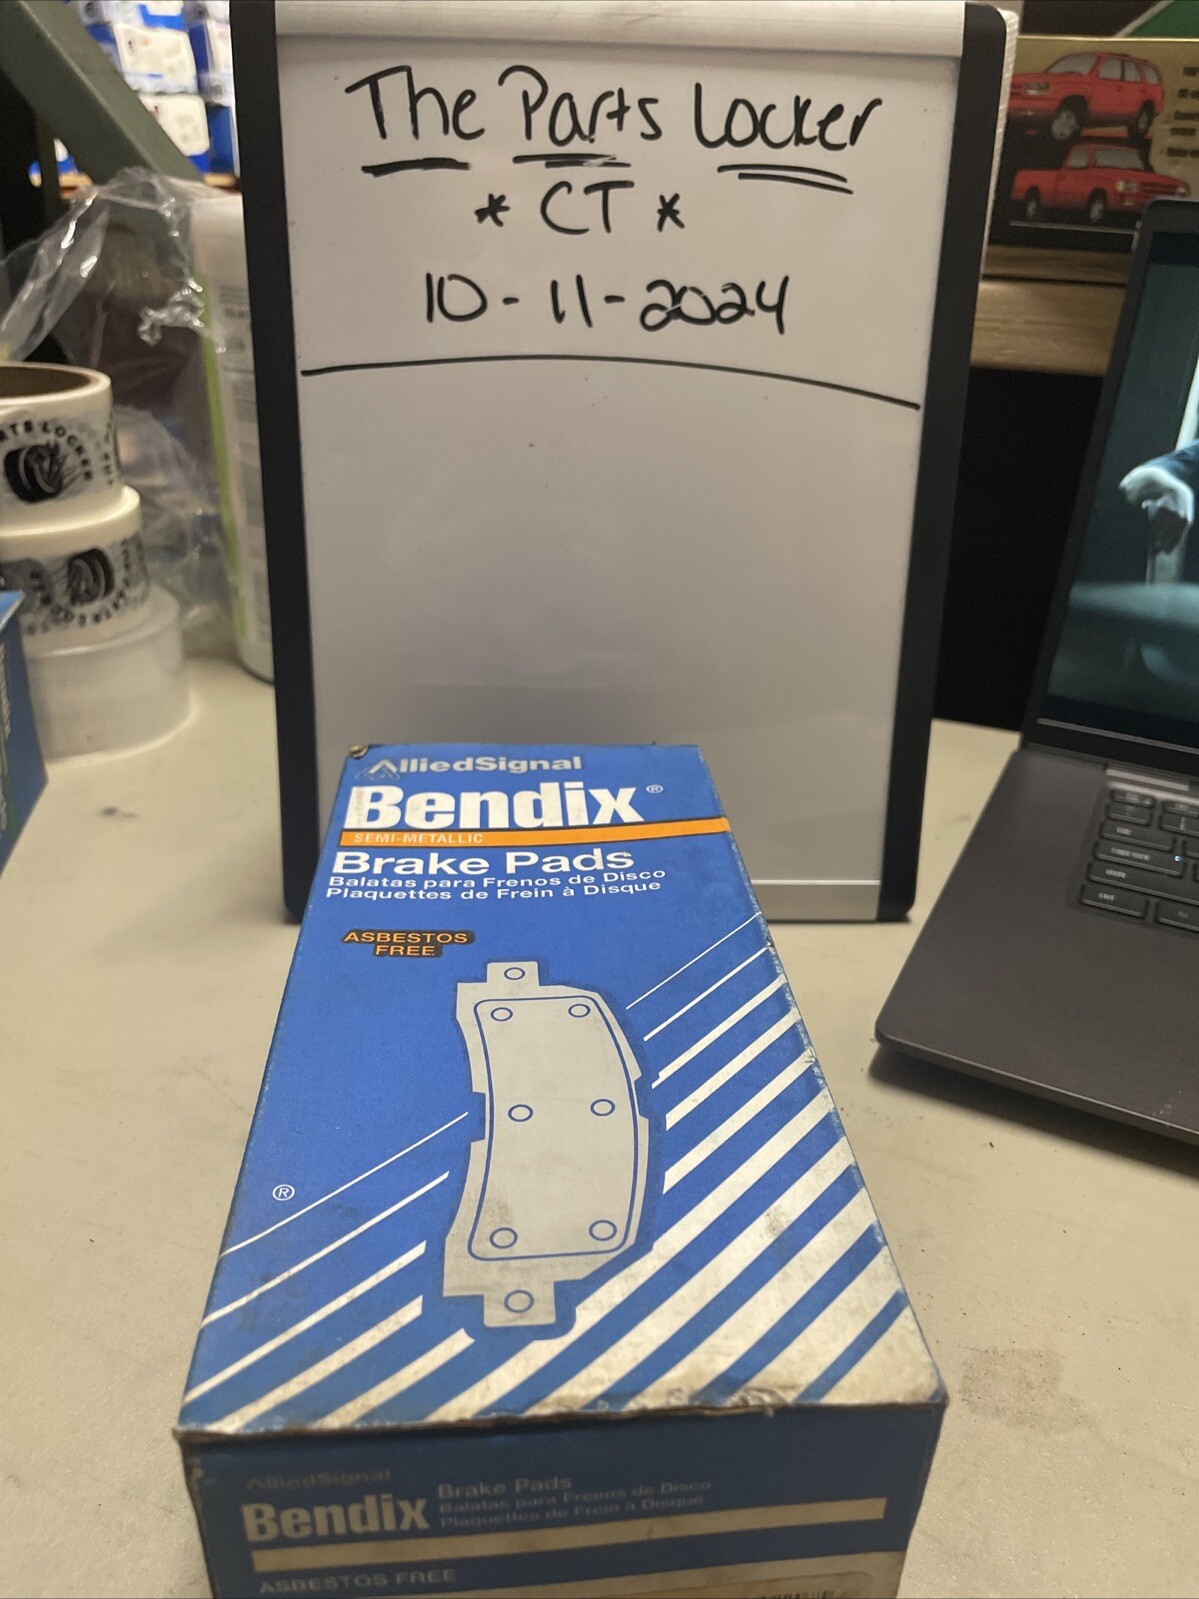 The Parts Locker
* CT *
10-11-2024
RTS LOCKER
AlliedSignal
Bendix®
SEMI-METALLIC
Brake Pads
Balatas para Frenos de Disco
Plaquettes de Frein à Disque
ASBESTOS
FREE
®
AlliedSignal
Bendix
Brake Pads
Balatas para Frenos de Disco
Plaquettes de Frein à Disque
ASBESTOS FREE